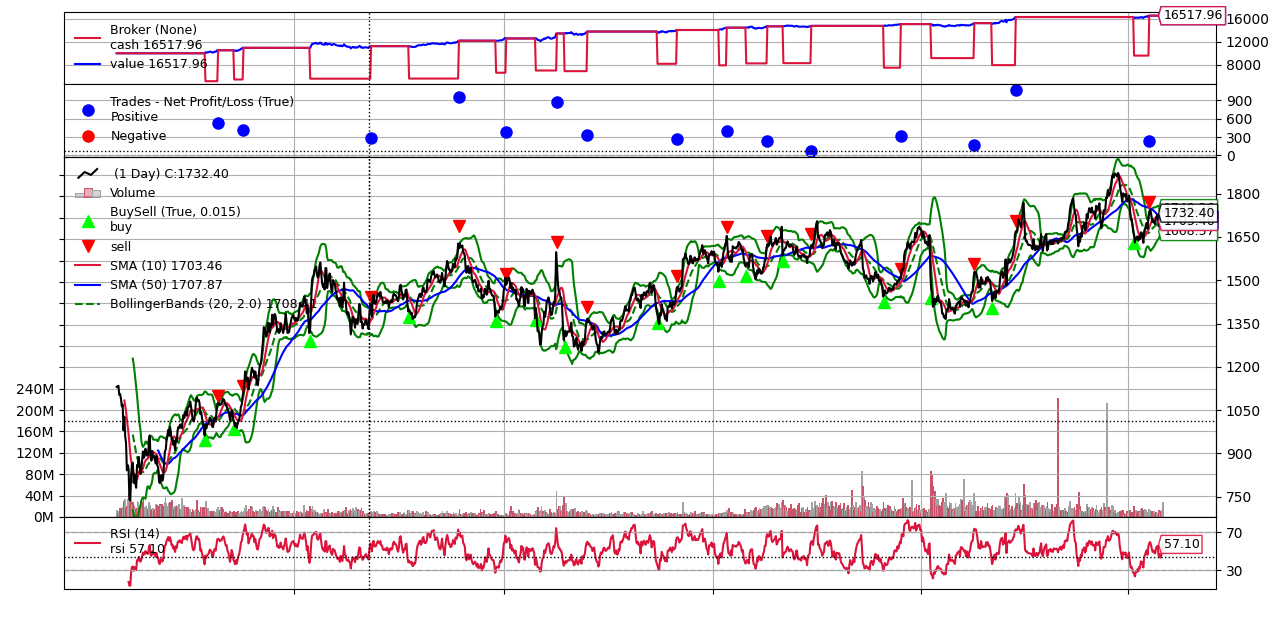 Broker (None)
cash 16517.96
value 16517.96
16517.96
16000
12000
8000
Trades - Net Profit/Loss (True)
Positive
Negative
900
600
300
0
(1 Day) C:1732.40
Volume
BuySell (True, 0.015)
buy
sell
SMA (10) 1703.46
SMA (50) 1707.87
BollingerBands (20, 2.0) 1708
1800
1732.40
1650
1500
1350
1200
1050
900
750
240M
200M
160M
120M
80M
40M
0M
RSI (14)
rsi 57.10
70
57.10
30